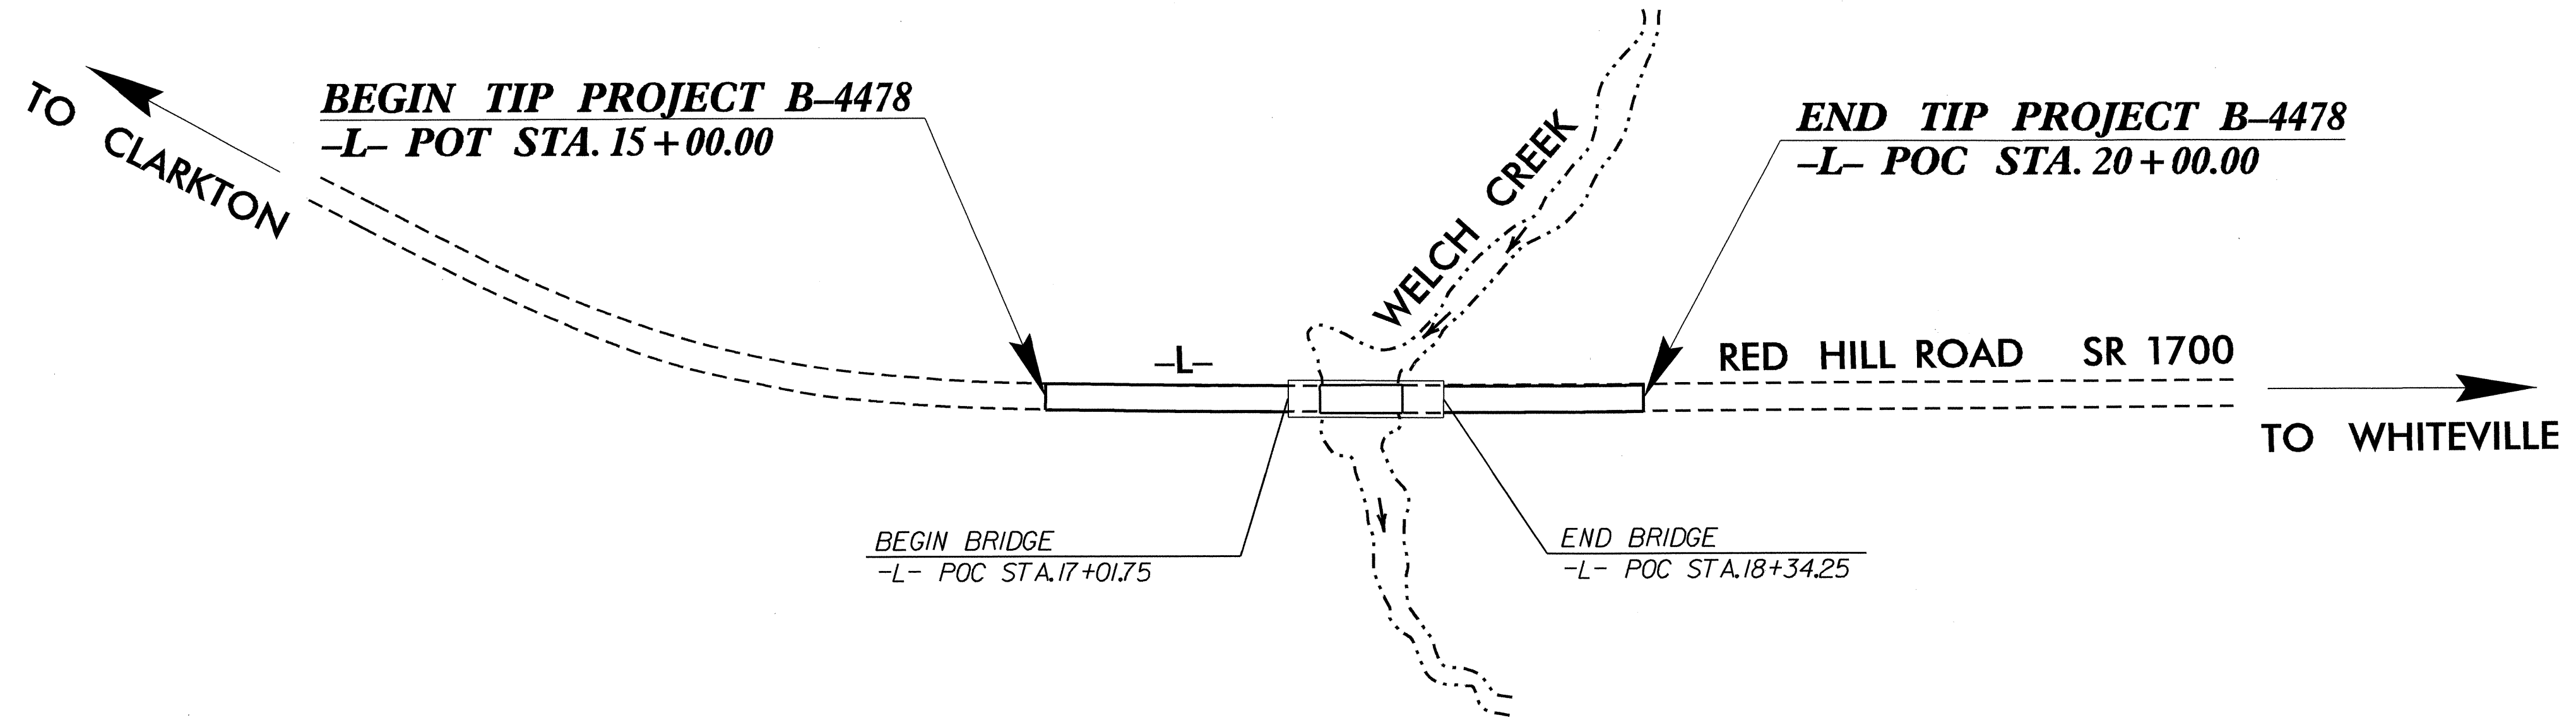 TO CLARKTON
BEGIN TIP PROJECT B–4478
–L– POT STA. 15+00.00
WELCH CREEK
END TIP PROJECT B–4478
–L– POC STA. 20+00.00
–L–
RED HILL ROAD SR 1700
TO WHITEVILLE
BEGIN BRIDGE
-L- POC STA.17+01.75
END BRIDGE
-L- POC STA.18+34.25